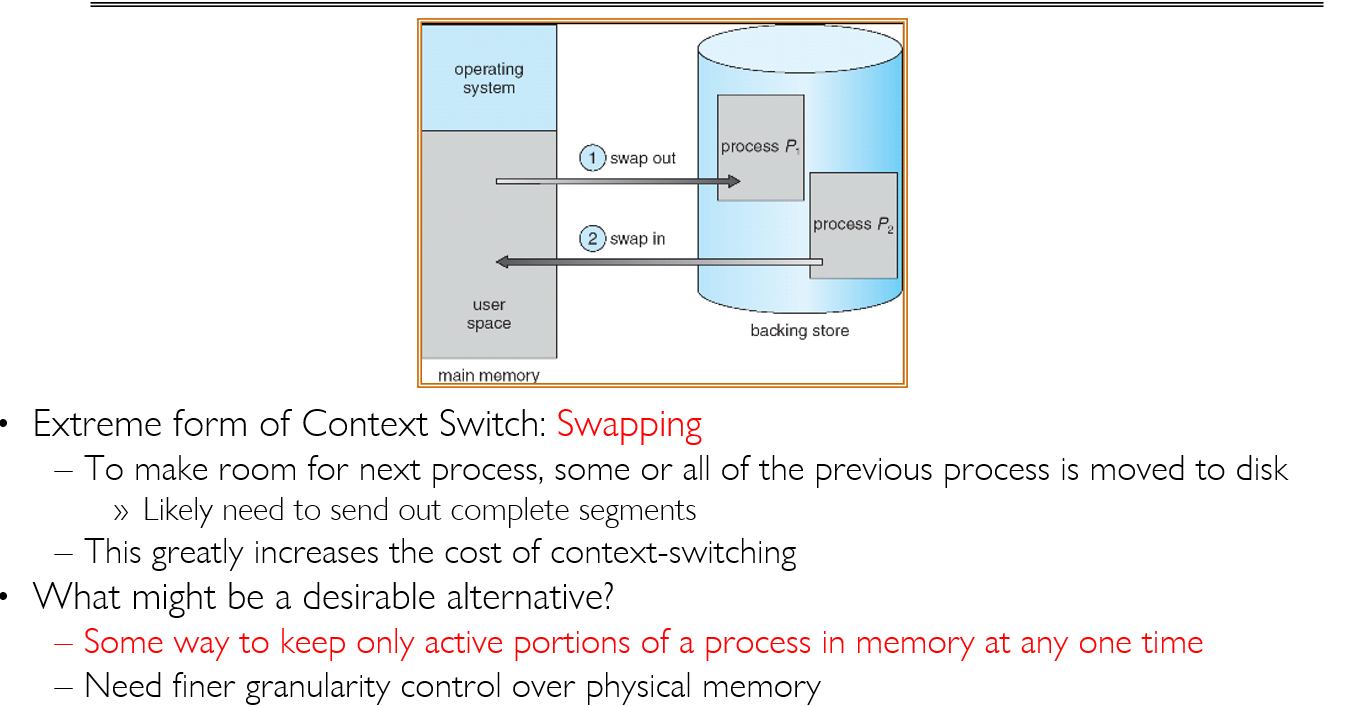 operating
system
process P1
1 swap out
process P2
2 swap in
user
space
backing store
main memory
• Extreme form of Context Switch: Swapping
– To make room for next process, some or all of the previous process is moved to disk
» Likely need to send out complete segments
– This greatly increases the cost of context-switching
• What might be a desirable alternative?
– Some way to keep only active portions of a process in memory at any one time
– Need finer granularity control over physical memory